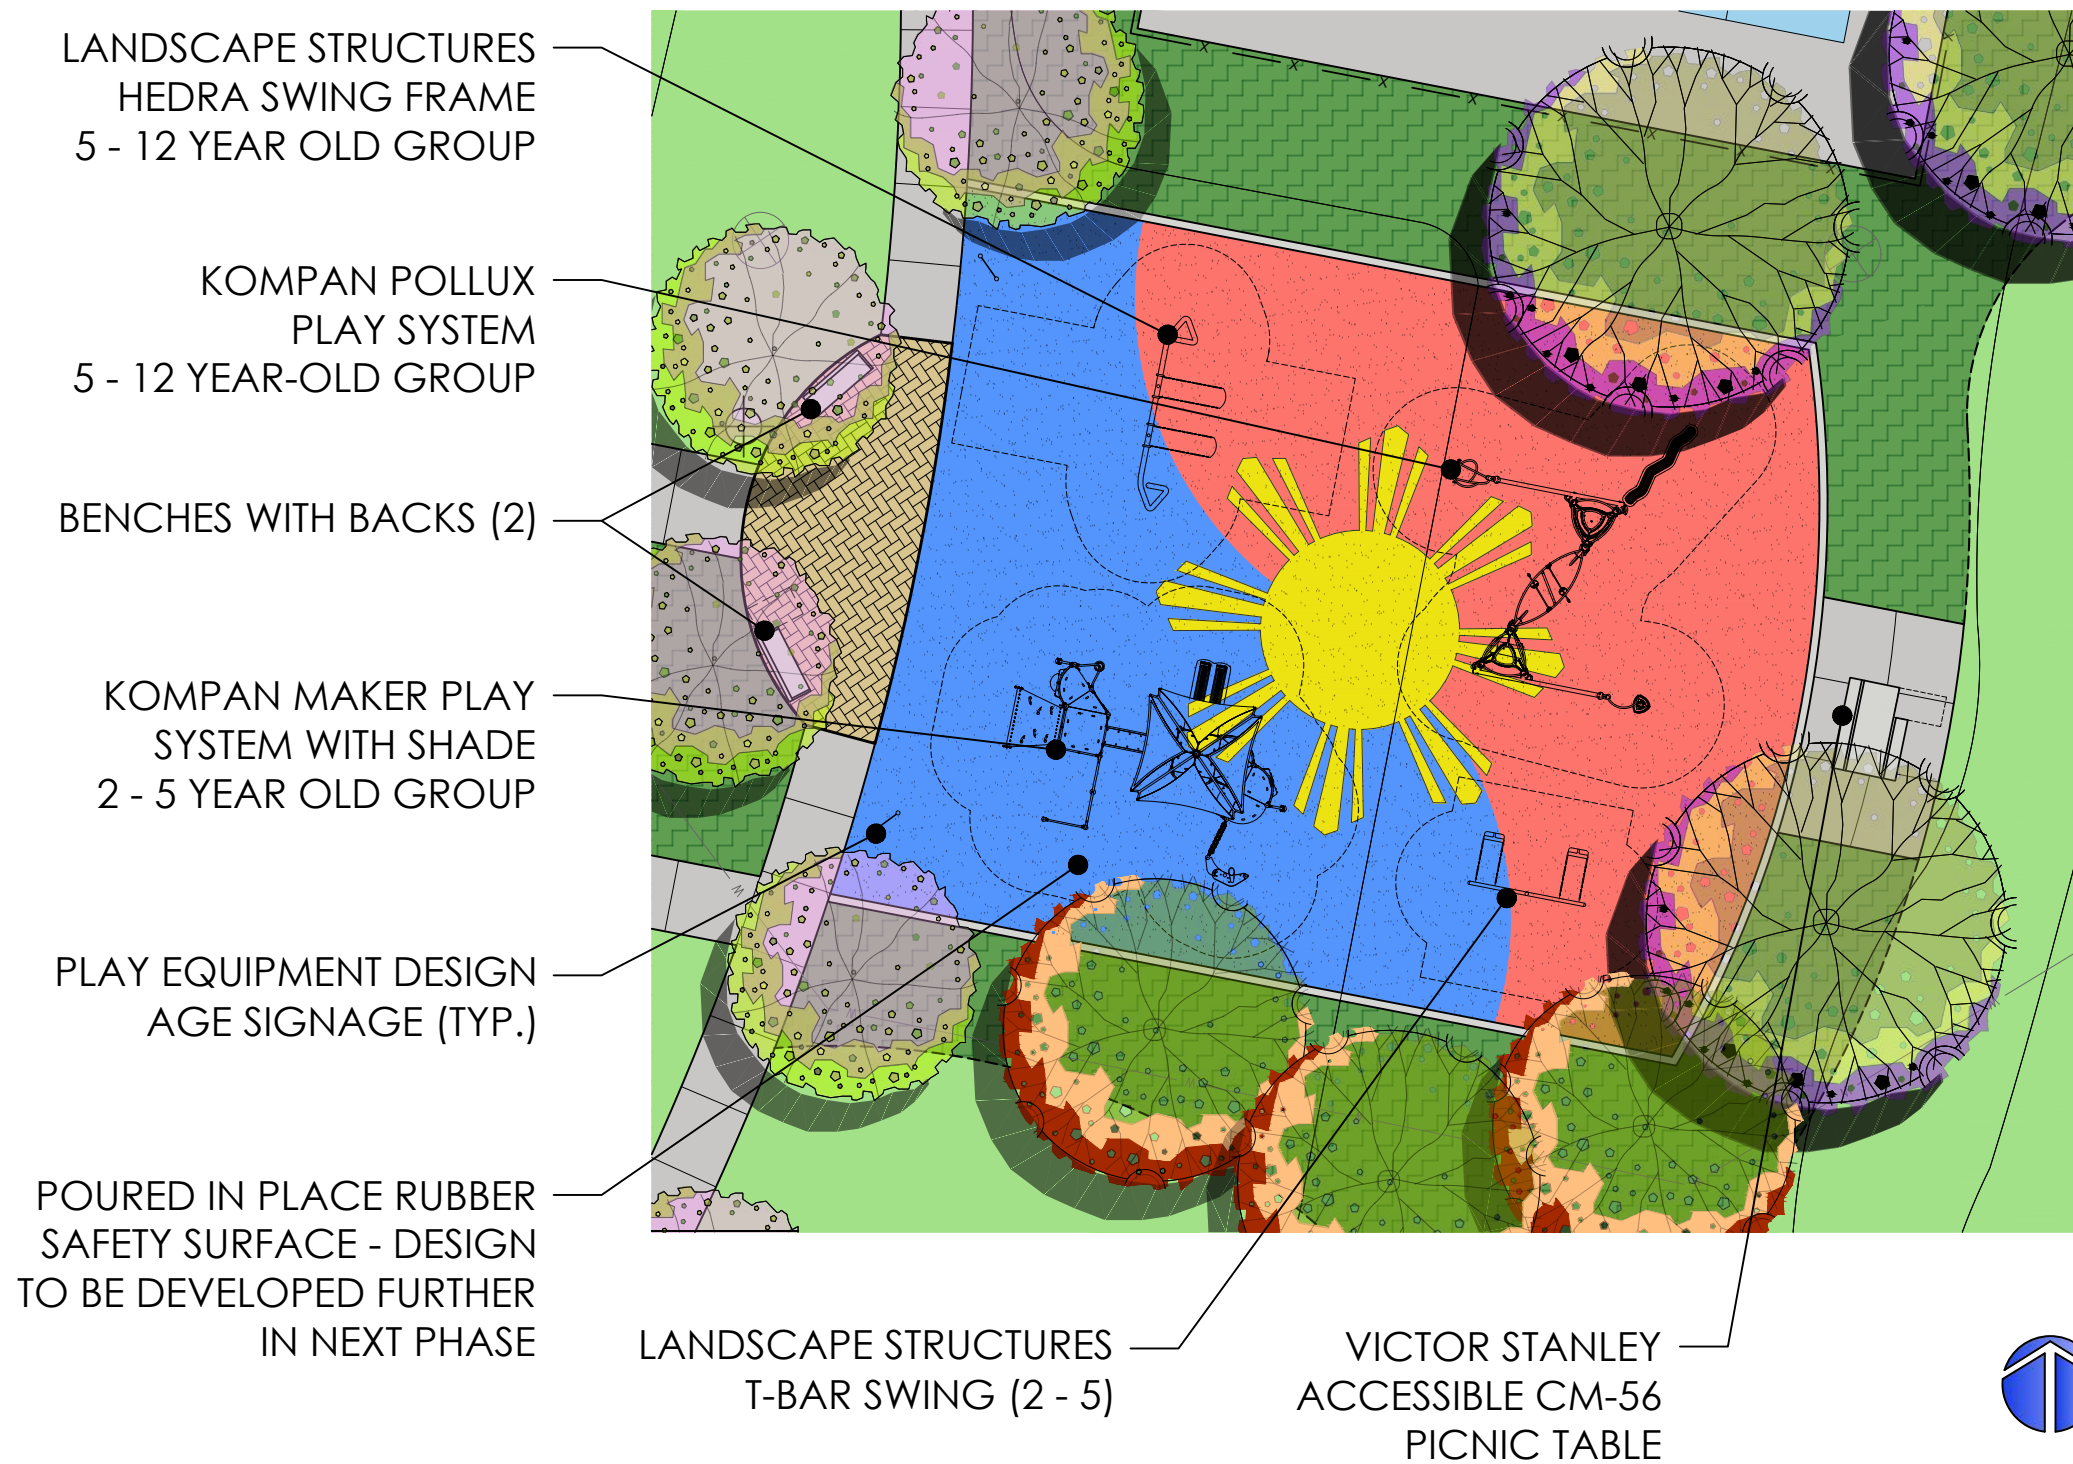 LANDSCAPE STRUCTURES
HEDRA SWING FRAME
5 - 12 YEAR OLD GROUP
KOMPAN POLLUX
PLAY SYSTEM
5 - 12 YEAR-OLD GROUP
BENCHES WITH BACKS (2)
KOMPAN MAKER PLAY
SYSTEM WITH SHADE
2 - 5 YEAR OLD GROUP
PLAY EQUIPMENT DESIGN
AGE SIGNAGE (TYP.)
POURED IN PLACE RUBBER
SAFETY SURFACE - DESIGN
TO BE DEVELOPED FURTHER
IN NEXT PHASE
LANDSCAPE STRUCTURES
T-BAR SWING (2 - 5)
VICTOR STANLEY
ACCESSIBLE CM-56
PICNIC TABLE